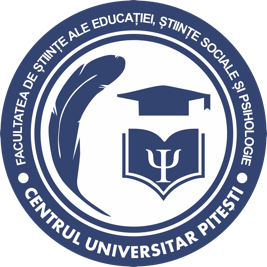 FACULTATEA DE ȘTIINȚE ALE EDUCAȚIEI, ȘTIINȚE SOCIALE ȘI PSIHOLOGIE
Ψ
• CENTRUL UNIVERSITAR PITEȘTI •